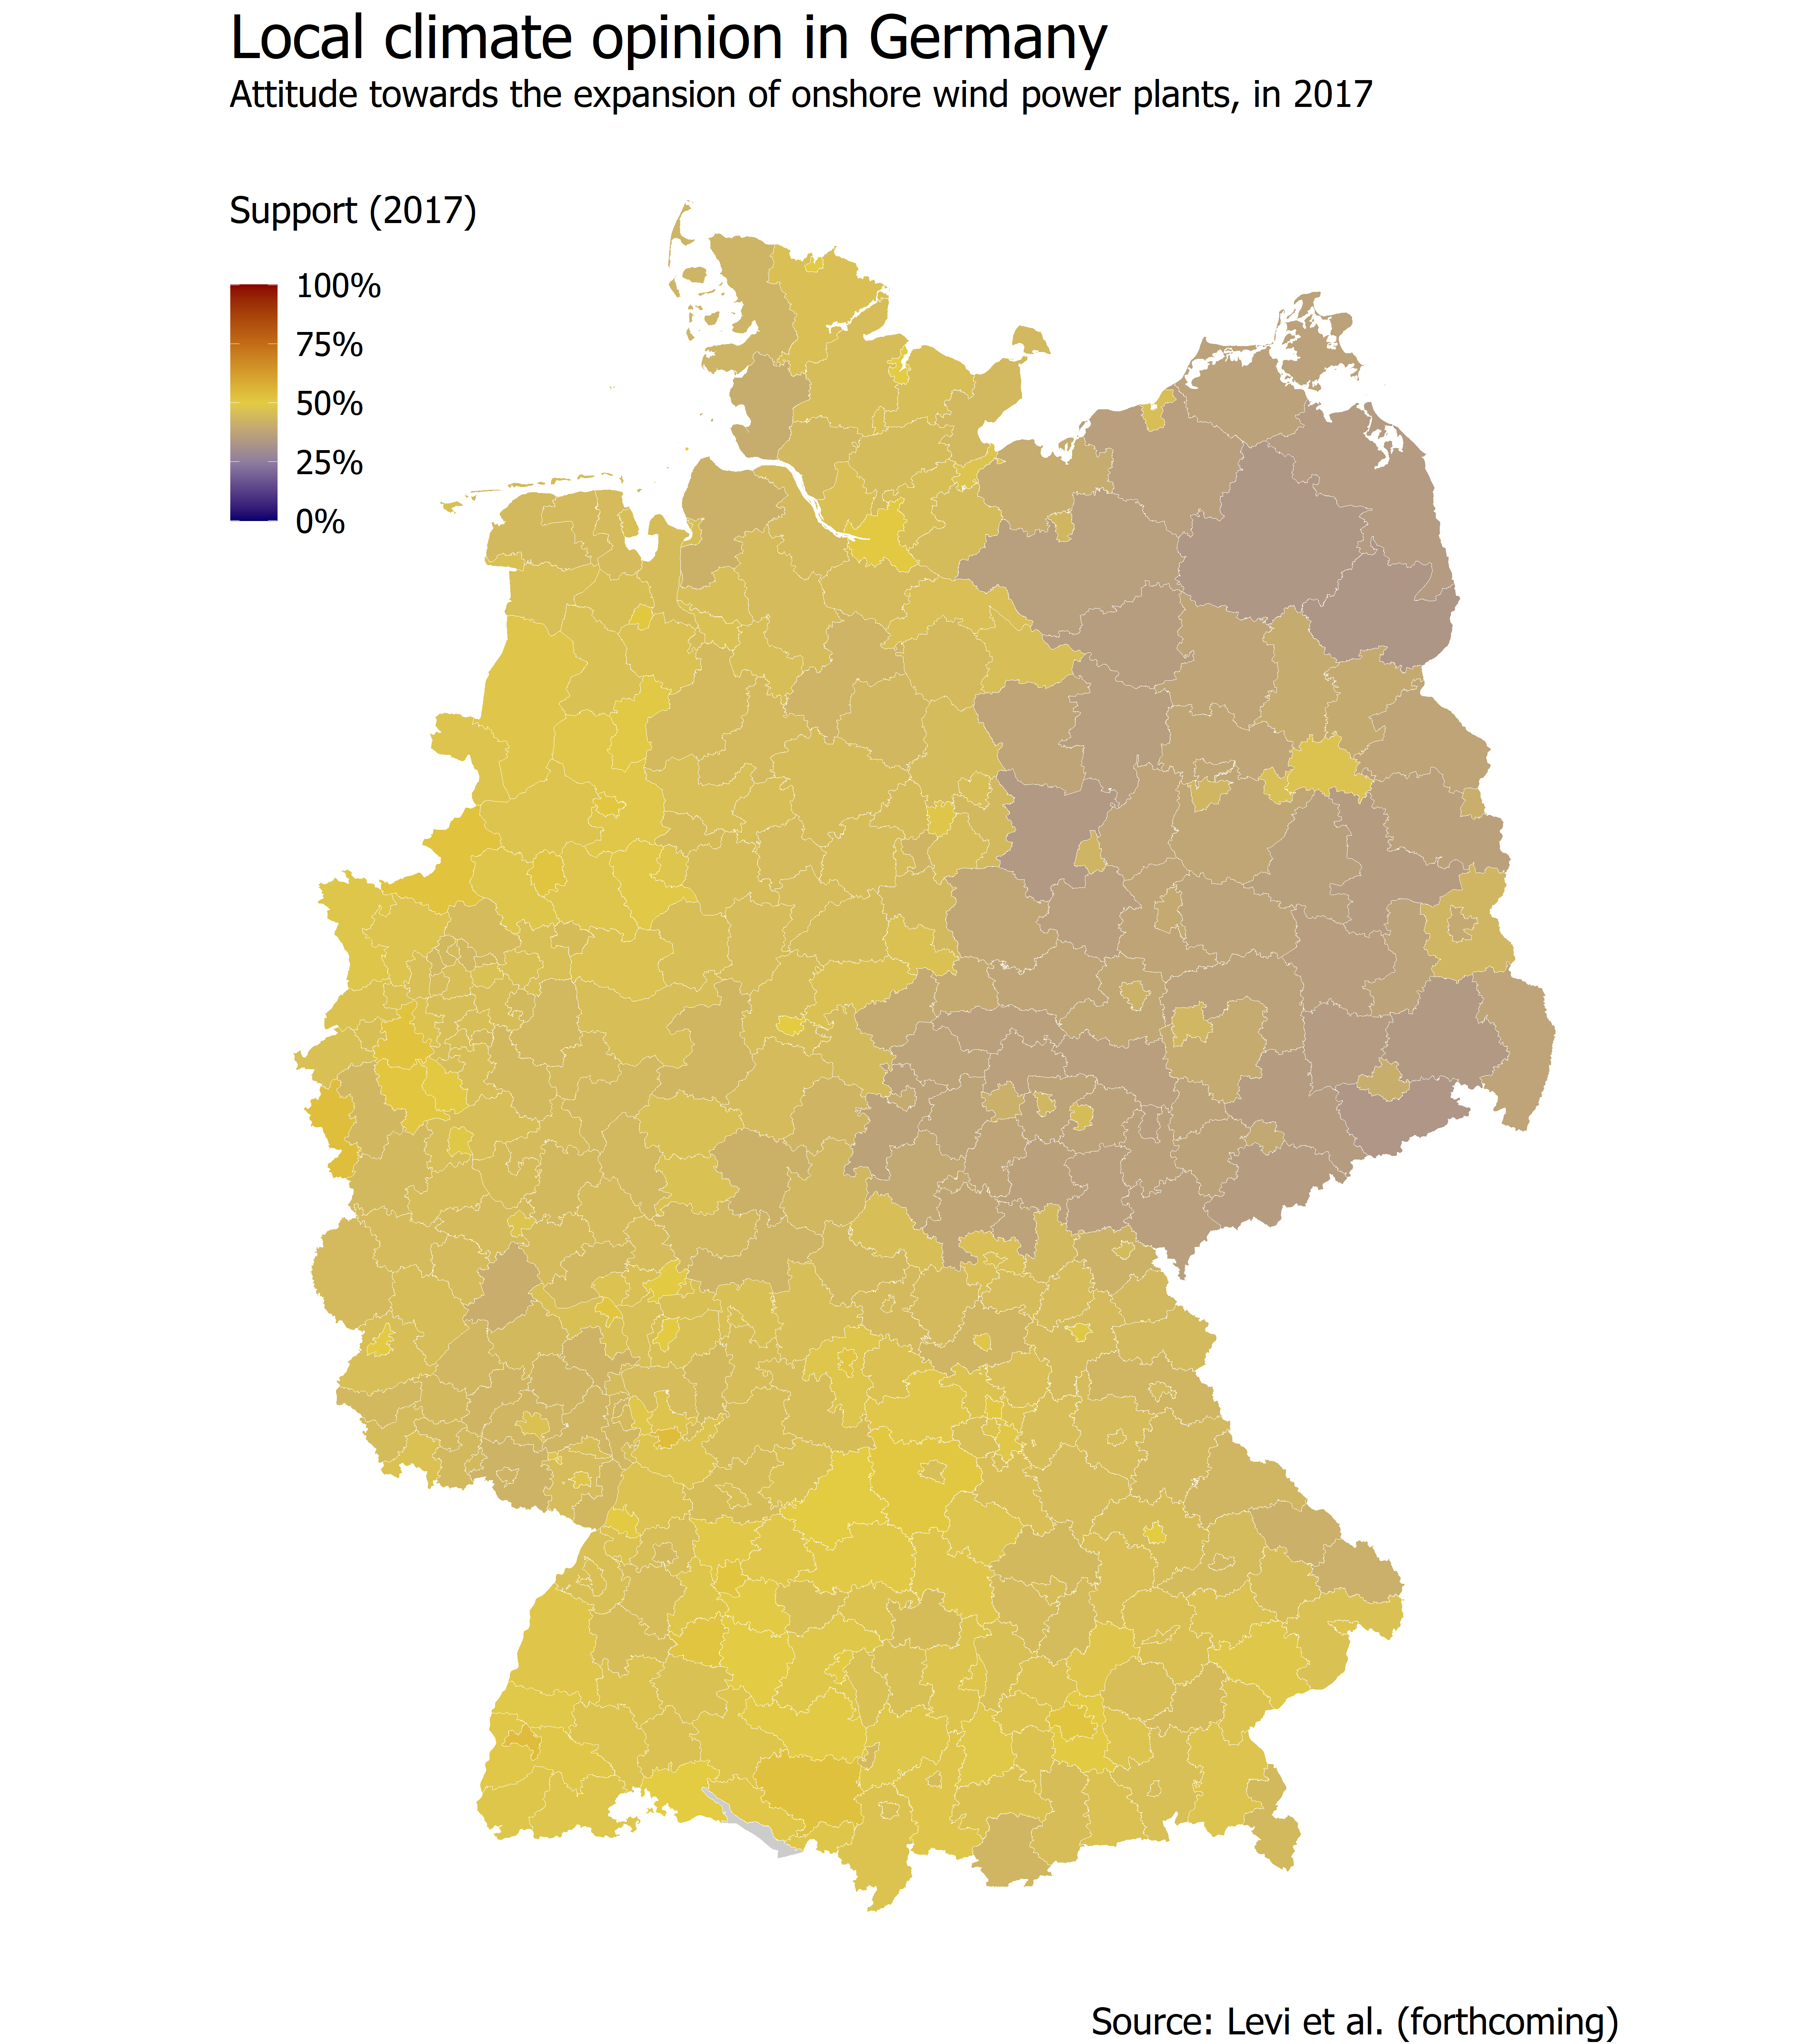 Local climate opinion in Germany
Attitude towards the expansion of onshore wind power plants, in 2017
Support (2017)
100%
75%
50%
25%
0%
Source: Levi et al. (forthcoming)